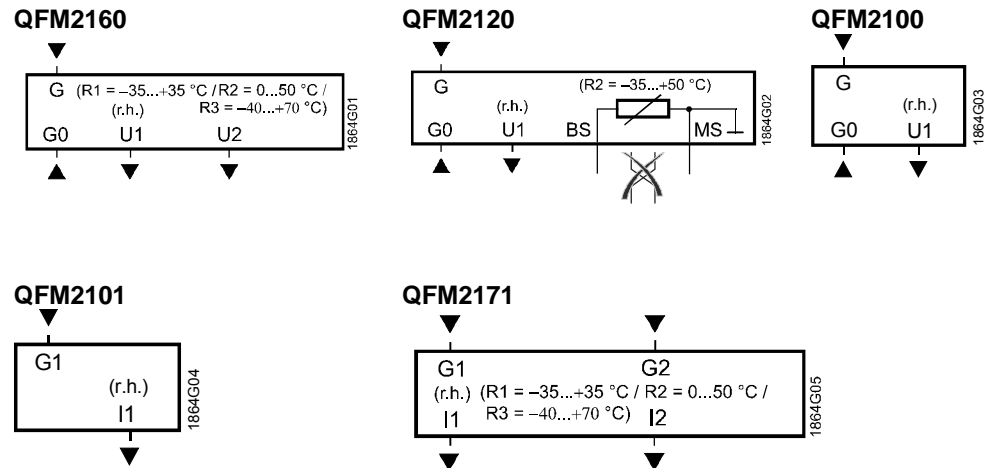 QFM2160
G (R1 = –35...+35 °C / R2 = 0...50 °C /
(r.h.) R3 = –40...+70 °C)
G0 U1 U2
1864G01
QFM2120
G (R2 = –35...+50 °C)
(r.h.)
G0 U1 BS MS
1864G02
QFM2100
G
(r.h.)
G0 U1
1864G03
QFM2101
G1
(r.h.)
I1
1864G04
QFM2171
G1 G2
(r.h.) (R1 = –35...+35 °C / R2 = 0...50 °C /
R3 = –40...+70 °C)
I1 I2
1864G05